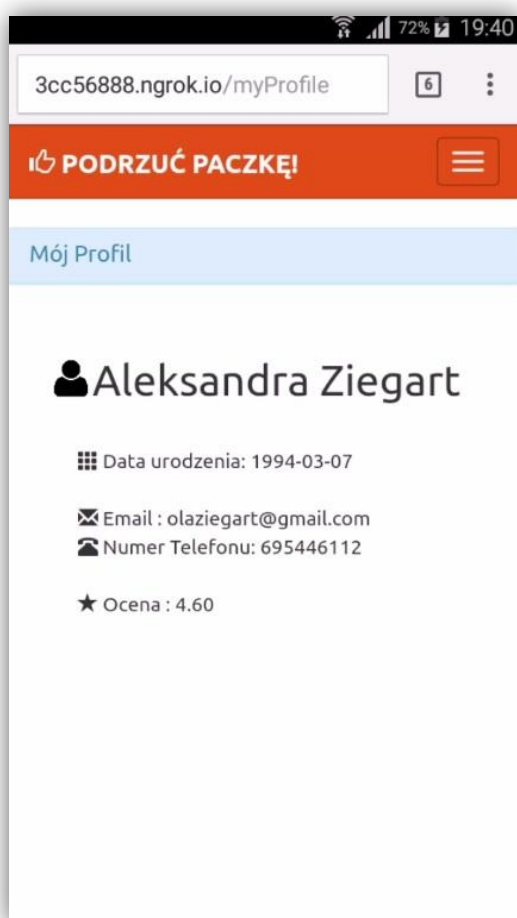 72% 19:40
3cc56888.ngrok.io/myProfile 6
PODRZUĆ PACZKĘ!
Mój Profil
Aleksandra Ziegart
Data urodzenia: 1994-03-07
Email : olaziegart@gmail.com
Numer Telefonu: 695446112
Ocena : 4.60